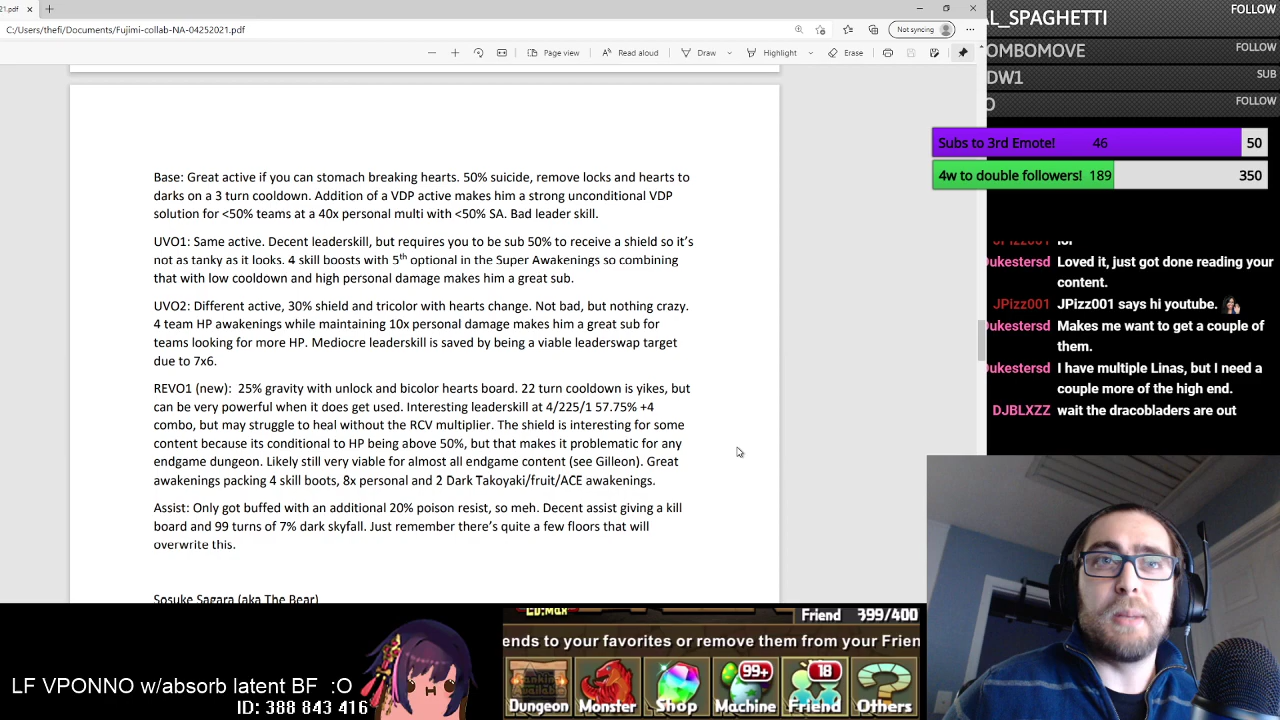 21.pdf
C:/Users/thefi/Documents/Fujimi-collab-NA-04252021.pdf
Not syncing
Page view
Read aloud
Draw
Highlight
Erase
Base: Great active if you can stomach breaking hearts. 50% suicide, remove locks and hearts to
darks on a 3 turn cooldown. Addition of a VDP active makes him a strong unconditional VDP
solution for <50% teams at a 40x personal multi with <50% SA. Bad leader skill.
UVO1: Same active. Decent leaderskill, but requires you to be sub 50% to receive a shield so it's
not as tanky as it looks. 4 skill boosts with 5th optional in the Super Awakenings so combining
that with low cooldown and high personal damage makes him a great sub.
UVO2: Different active, 30% shield and tricolor with hearts change. Not bad, but nothing crazy.
4 team HP awakenings while maintaining 10x personal damage makes him a great sub for
teams looking for more HP. Mediocre leaderskill is saved by being a viable leaderswap target
due to 7x6.
REVO1 (new): 25% gravity with unlock and bicolor hearts board. 22 turn cooldown is yikes, but
can be very powerful when it does get used. Interesting leaderskill at 4/225/1 57.75% +4
combo, but may struggle to heal without the RCV multiplier. The shield is interesting for some
content because its conditional to HP being above 50%, but that makes it problematic for any
endgame dungeon. Likely still very viable for almost all endgame content (see Gilleon). Great
awakenings packing 4 skill boots, 8x personal and 2 Dark Takoyaki/fruit/ACE awakenings.
Assist: Only got buffed with an additional 20% poison resist, so meh. Decent assist giving a kill
board and 99 turns of 7% dark skyfall. Just remember there's quite a few floors that will
overwrite this.
Sosuke Sagara (aka The Bear)
AL_SPAGHETTI FOLLOW
OMBOMOVE FOLLOW
DW1 SUB
O FOLLOW
Subs to 3rd Emote! 46 50
4w to double followers! 189 350
JPizz001 lol
Dukestersd Loved it, just got done reading your
content.
JPizz001 JPizz001 says hi youtube.
Dukestersd Makes me want to get a couple of
them.
Dukestersd I have multiple Linas, but I need a
couple more of the high end.
DJBLXZZ wait the dracobladers are out
LF VPONNO w/absorb latent BF :O
ID: 388 843 416
Friend 399/400
ends to your favorites or remove them from your Frien
99+
18
Dungeon
Monster
Shop
Machine
Friend
Others